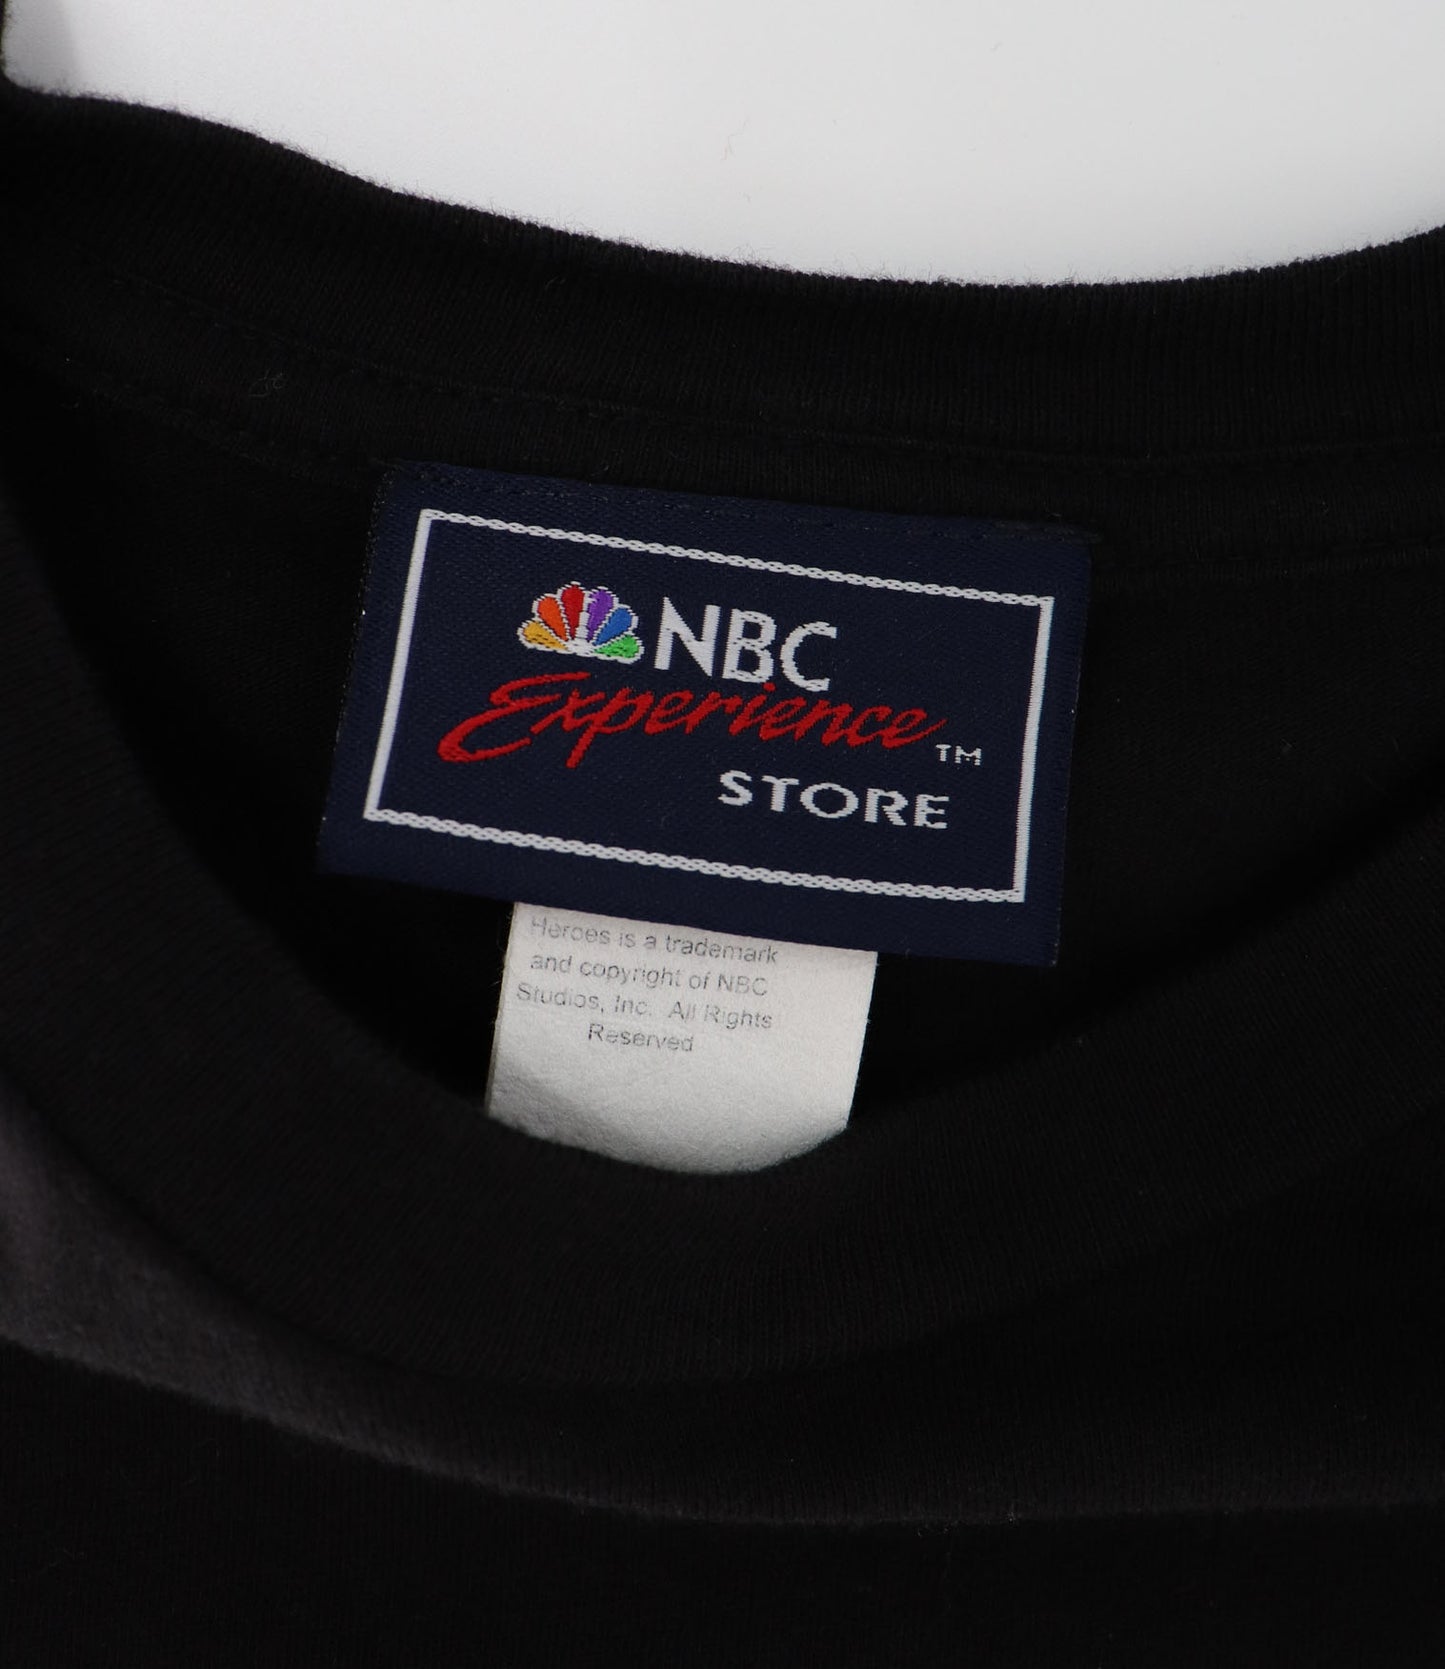 NBC
Experience ™
STORE
Heroes is a trademark
and copyright of NBC
Studios, Inc. All Rights
Reserved